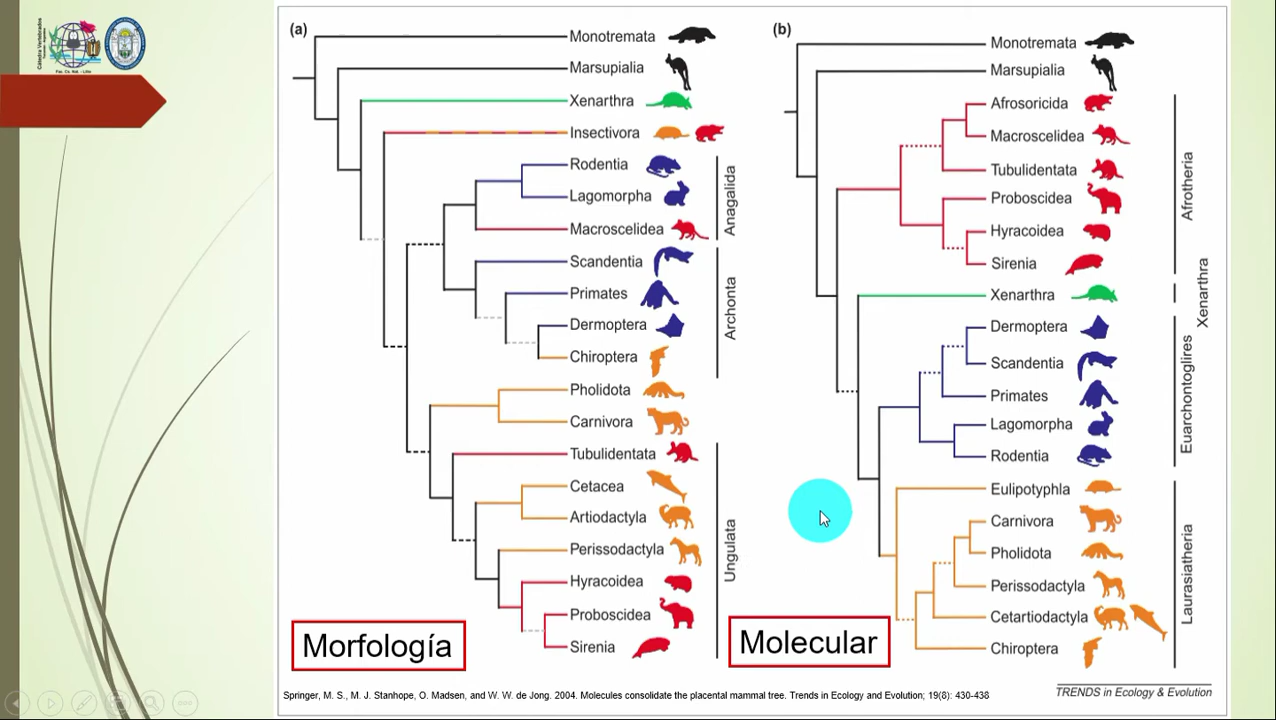 (a)
Monotremata
Marsupialia
Xenarthra
Insectivora
Rodentia
Lagomorpha
Macroscelidea
Scandentia
Primates
Dermoptera
Chiroptera
Pholidota
Carnivora
Tubulidentata
Cetacea
Artiodactyla
Perissodactyla
Hyracoidea
Proboscidea
Sirenia
Anagalida
Archonta
Ungulata
Morfología
(b)
Monotremata
Marsupialia
Afrosoricida
Macroscelidea
Tubulidentata
Proboscidea
Hyracoidea
Sirenia
Xenarthra
Dermoptera
Scandentia
Primates
Lagomorpha
Rodentia
Eulipotyphla
Carnivora
Pholidota
Perissodactyla
Cetartiodactyla
Chiroptera
Afrotheria
Xenarthra
Euarchontoglires
Laurasiatheria
Molecular
Springer, M. S., M. J. Stanhope, O. Madsen, and W. W. de Jong. 2004. Molecules consolidate the placental mammal tree. Trends in Ecology and Evolution; 19(8): 430-438
TRENDS in Ecology & Evolution